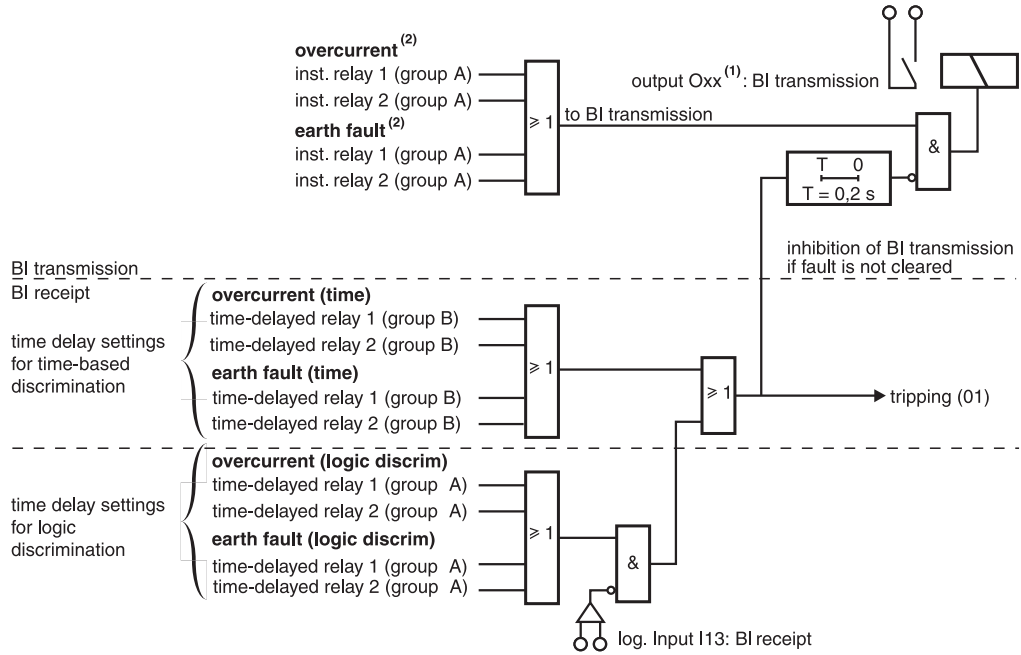 overcurrent (2)
inst. relay 1 (group A)
inst. relay 2 (group A)
earth fault (2)
inst. relay 1 (group A)
inst. relay 2 (group A)
⩾ 1
to BI transmission
output Oxx (1): BI transmission
&
T 0
T = 0,2 s
inhibition of BI transmission
if fault is not cleared
BI transmission
BI receipt
time delay settings
for time-based
discrimination
overcurrent (time)
time-delayed relay 1 (group B)
time-delayed relay 2 (group B)
earth fault (time)
time-delayed relay 1 (group B)
time-delayed relay 2 (group B)
⩾ 1
⩾ 1
tripping (01)
time delay settings
for logic
discrimination
overcurrent (logic discrim)
time-delayed relay 1 (group A)
time-delayed relay 2 (group A)
earth fault (logic discrim)
time-delayed relay 1 (group A)
time-delayed relay 2 (group A)
⩾ 1
&
log. Input I13: BI receipt